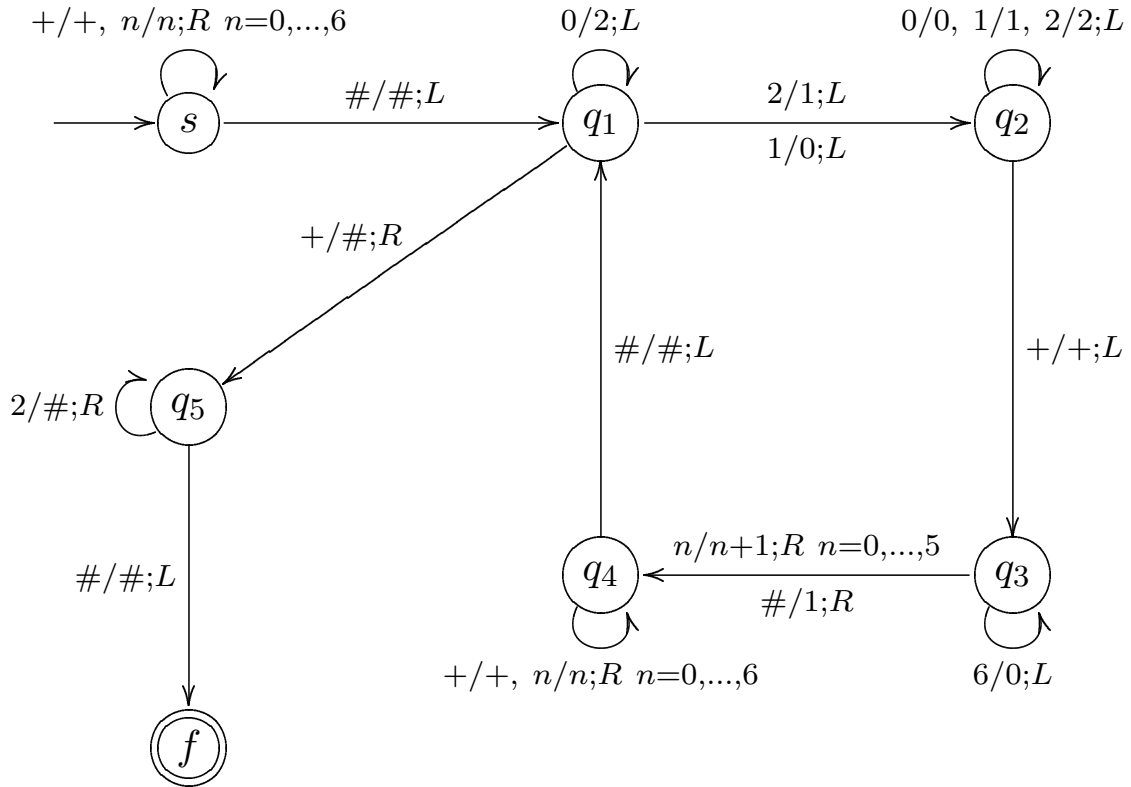 +/+, n/n;R n=0,...,6
0/2;L
0/0, 1/1, 2/2;L
s
#/#;L
q1
2/1;L
1/0;L
q2
+/#;R
#/#;L
+/+;L
2/#;R
q5
#/#;L
q4
n/n+1;R n=0,...,5
#/1;R
q3
+/+, n/n;R n=0,...,6
6/0;L
f